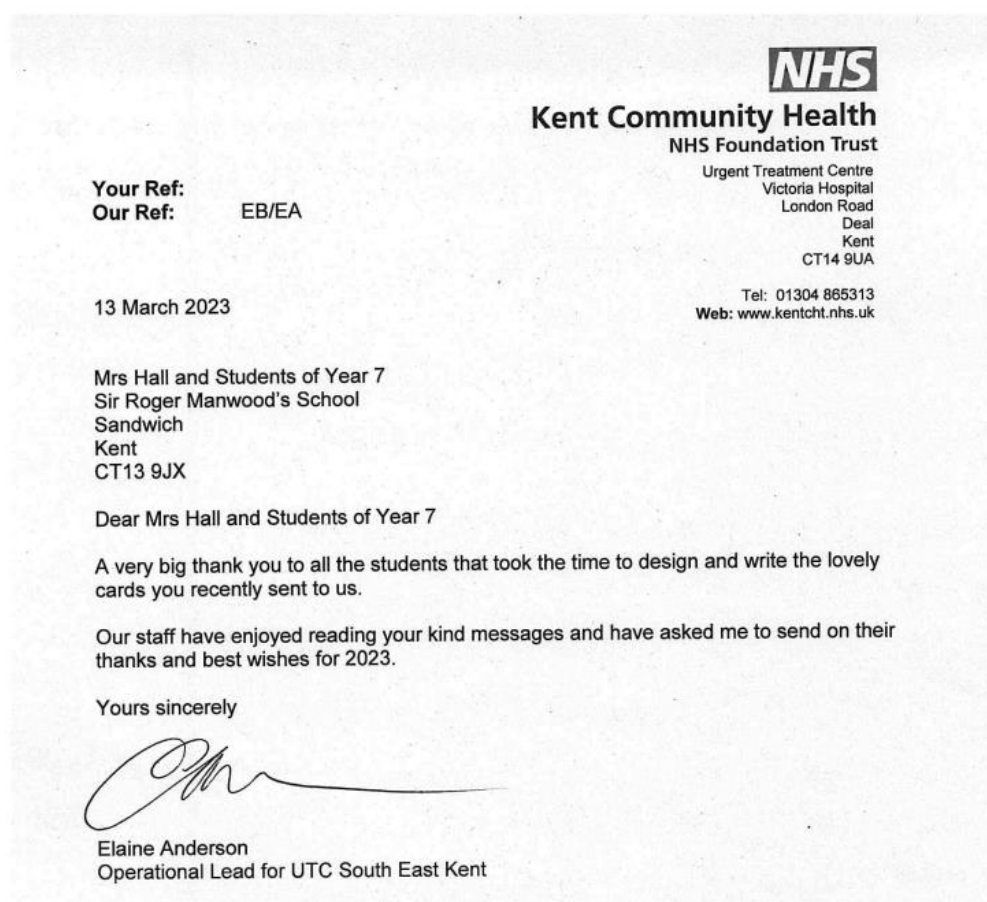 NHS
Kent Community Health
NHS Foundation Trust
Urgent Treatment Centre
Victoria Hospital
London Road
Deal
Kent
CT14 9UA
Tel: 01304 865313
Web: www.kentcht.nhs.uk
Your Ref:
Our Ref: EB/EA
13 March 2023
Mrs Hall and Students of Year 7
Sir Roger Manwood's School
Sandwich
Kent
CT13 9JX
Dear Mrs Hall and Students of Year 7
A very big thank you to all the students that took the time to design and write the lovely
cards you recently sent to us.
Our staff have enjoyed reading your kind messages and have asked me to send on their
thanks and best wishes for 2023.
Yours sincerely
Elaine Anderson
Operational Lead for UTC South East Kent